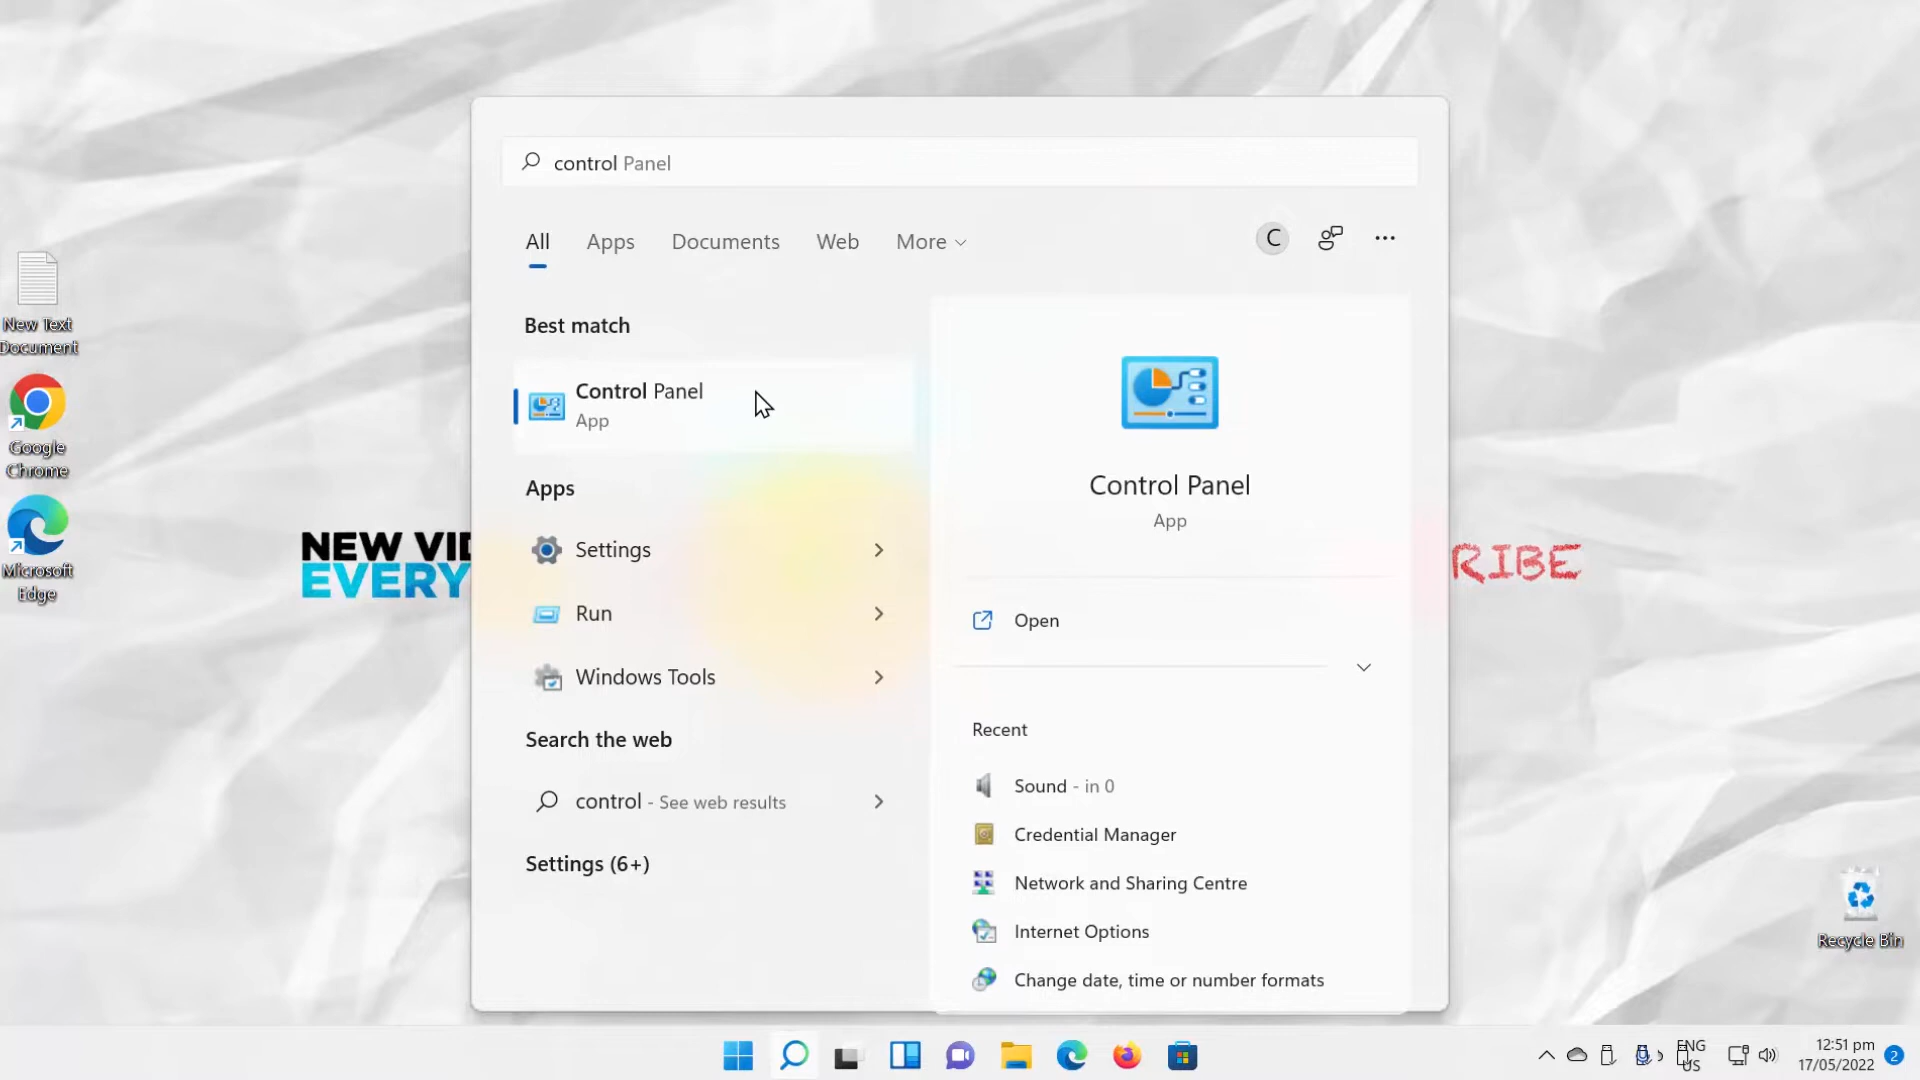 control Panel
All Apps Documents Web More
C
Best match
Control Panel
App
Apps
Settings
Run
Windows Tools
Search the web
control - See web results
Settings (6+)
Control Panel
App
Open
Recent
Sound - in 0
Credential Manager
Network and Sharing Centre
Internet Options
Change date, time or number formats
New Text
Document
Google
Chrome
Microsoft
Edge
NEW VID
EVERY
RIBE
Recycle Bin
ENG
US
12:51 pm
17/05/2022
2